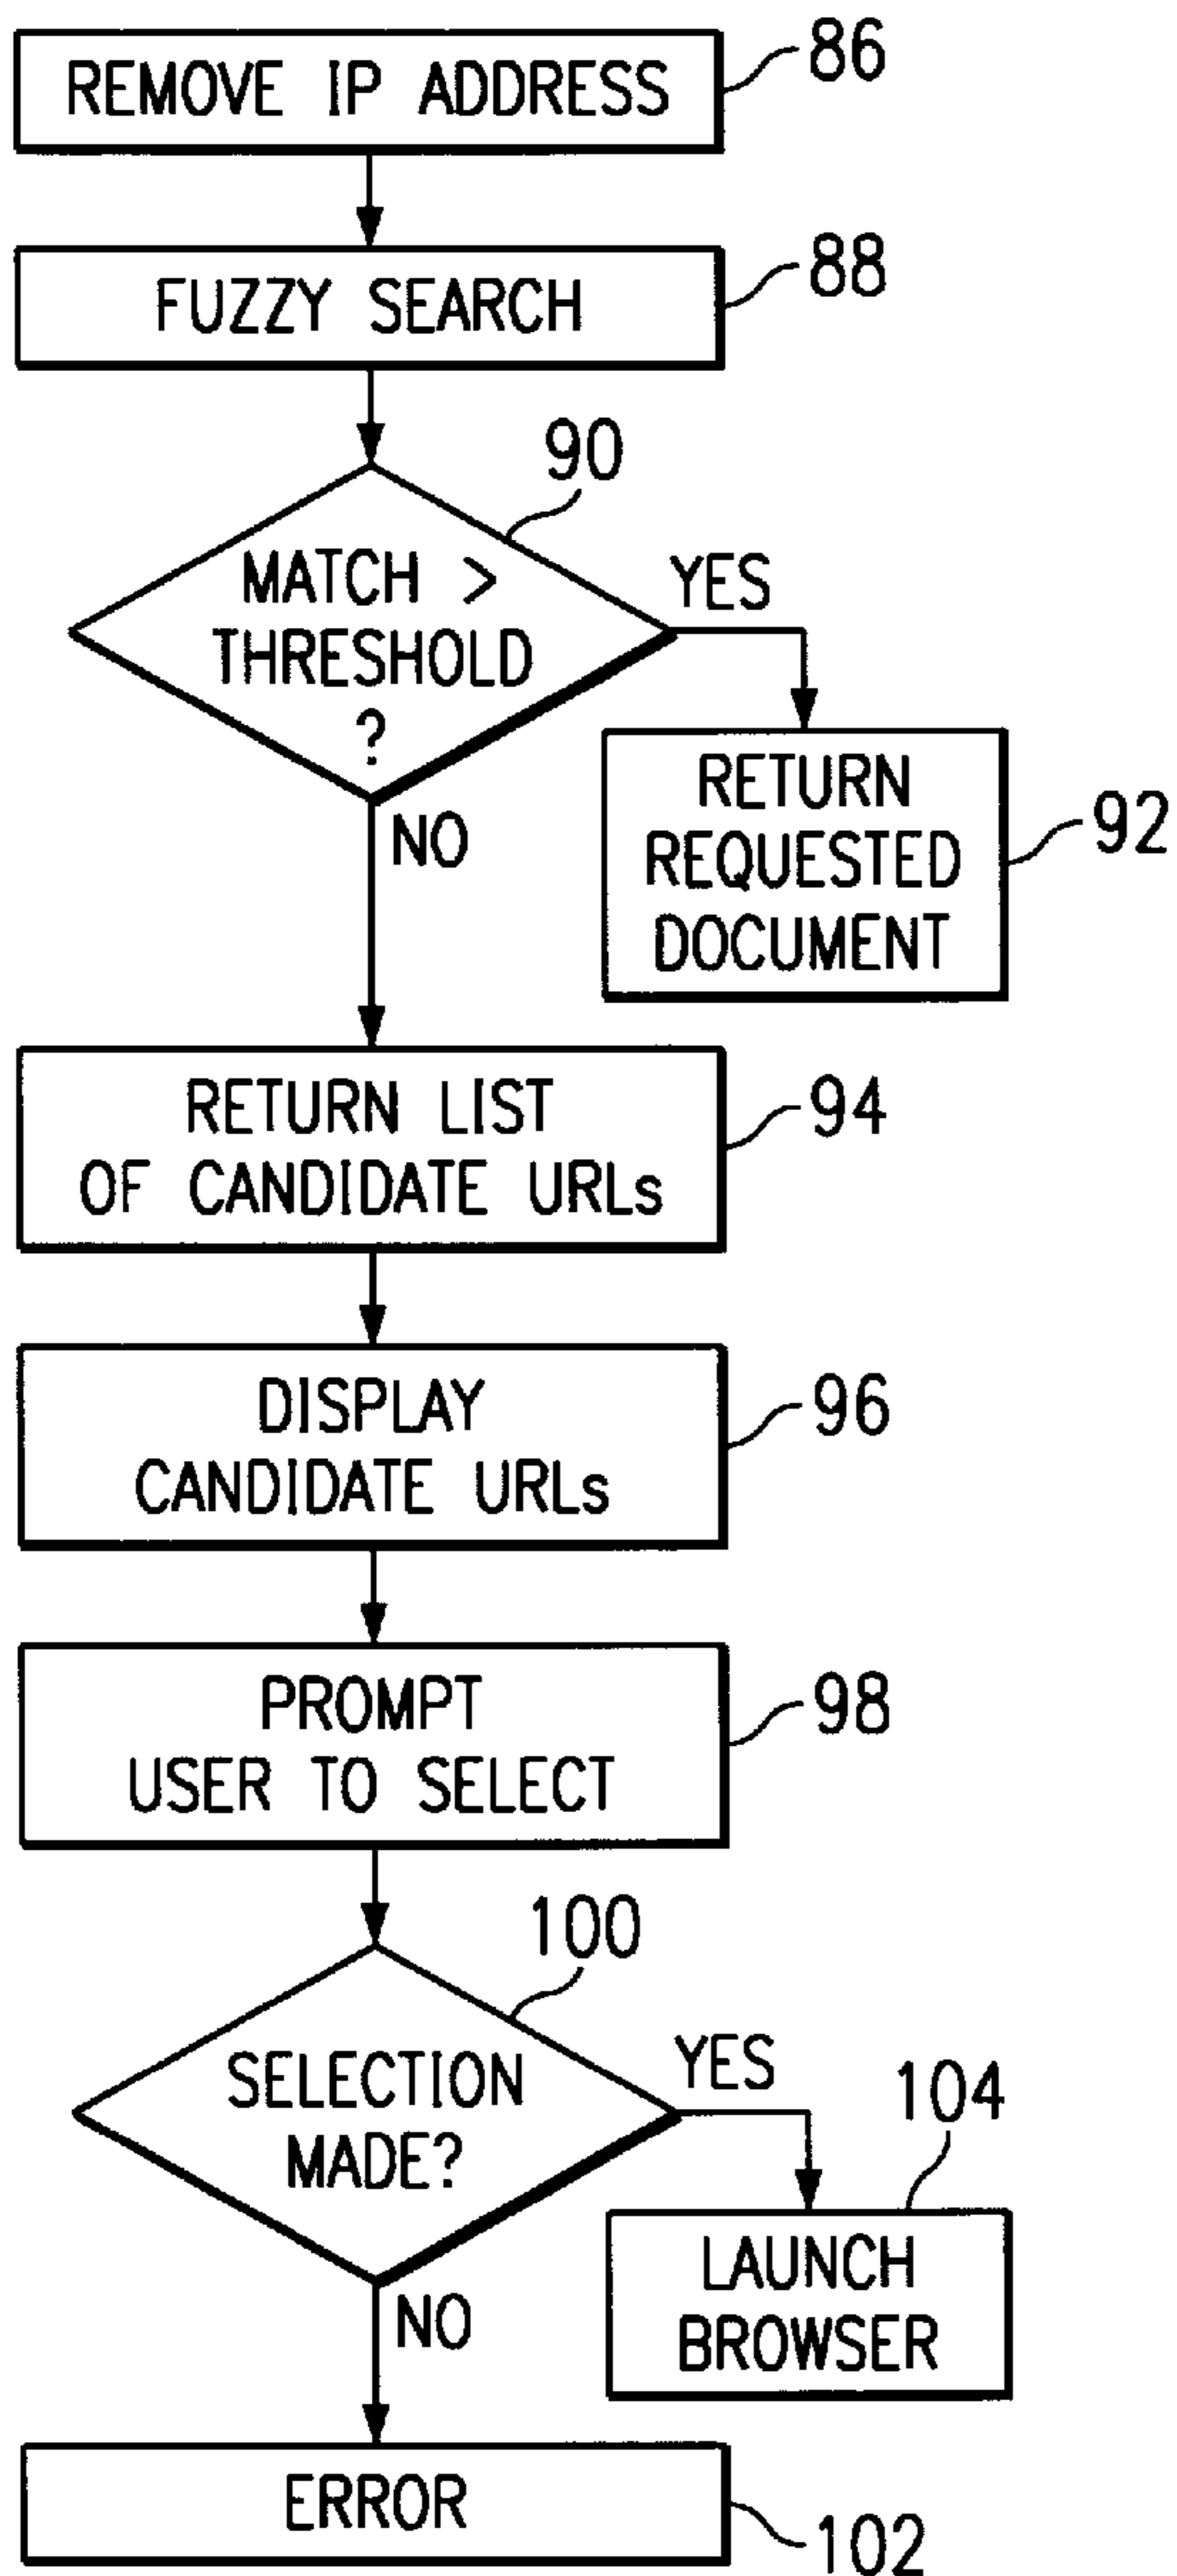 REMOVE IP ADDRESS
86
FUZZY SEARCH
88
90
MATCH >
THRESHOLD
?
YES
NO
RETURN
REQUESTED
DOCUMENT
92
RETURN LIST
OF CANDIDATE URLs
94
DISPLAY
CANDIDATE URLs
96
PROMPT
USER TO SELECT
98
100
SELECTION
MADE?
YES
104
LAUNCH
BROWSER
NO
ERROR
102